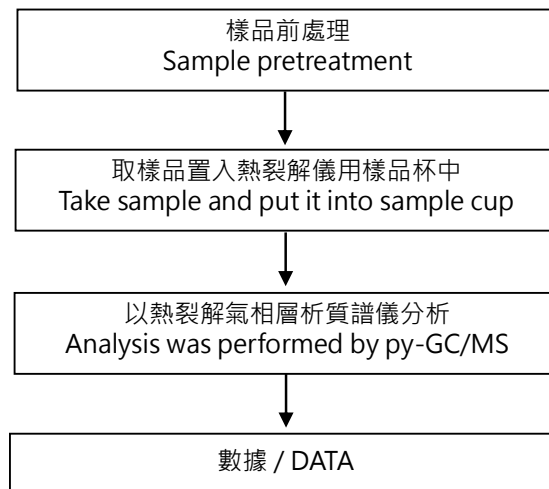 樣品前處理
Sample pretreatment
取樣品置入熱裂解儀用樣品杯中
Take sample and put it into sample cup
以熱裂解氣相層析質譜儀分析
Analysis was performed by py-GC/MS
數據 / DATA